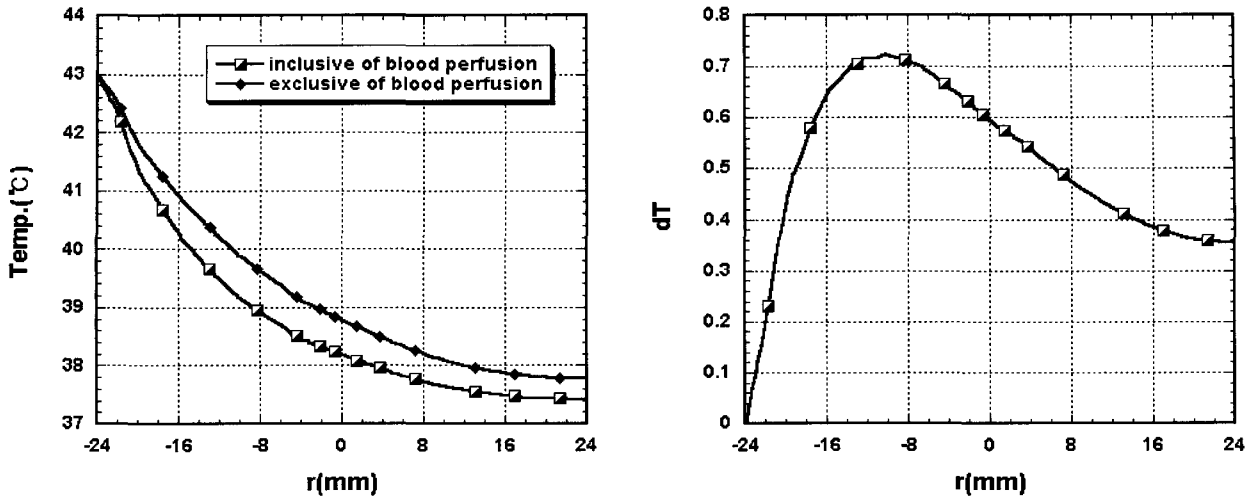 44
43
42
41
40
39
38
37
Temp.(℃)
inclusive of blood perfusion
exclusive of blood perfusion
-24 -16 -8 0 8 16 24
r(mm)
0.8
0.7
0.6
0.5
0.4
0.3
0.2
0.1
0
dT
-24 -16 -8 0 8 16 24
r(mm)